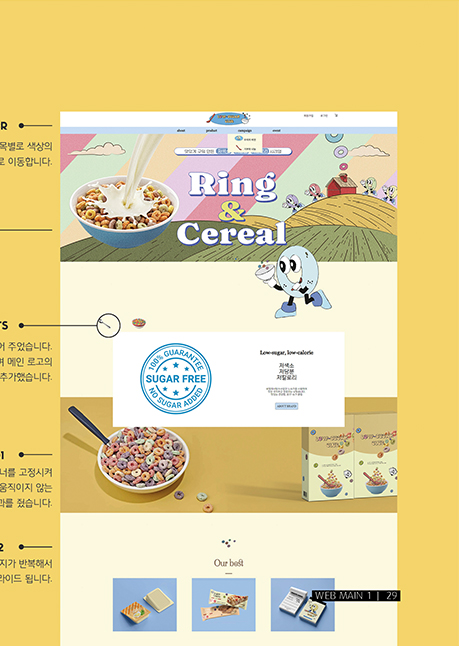 R
목별로 색상의
로 이동합니다.
TS
어 주었습니다.
며 메인 로고의
추가했습니다.
너를 고정시켜
움직이지 않는
과를 줬습니다.
2
지가 반복해서
라이드 됩니다.
about product campaign event
Ring
&
Cereal
100% GUARANTEE
SUGAR FREE
NO SUGAR ADDED
Low-sugar, low-calorie
저색소
저당분
저칼로리
ABOUT BRAND
Our best
WEB MAIN 1 | 29